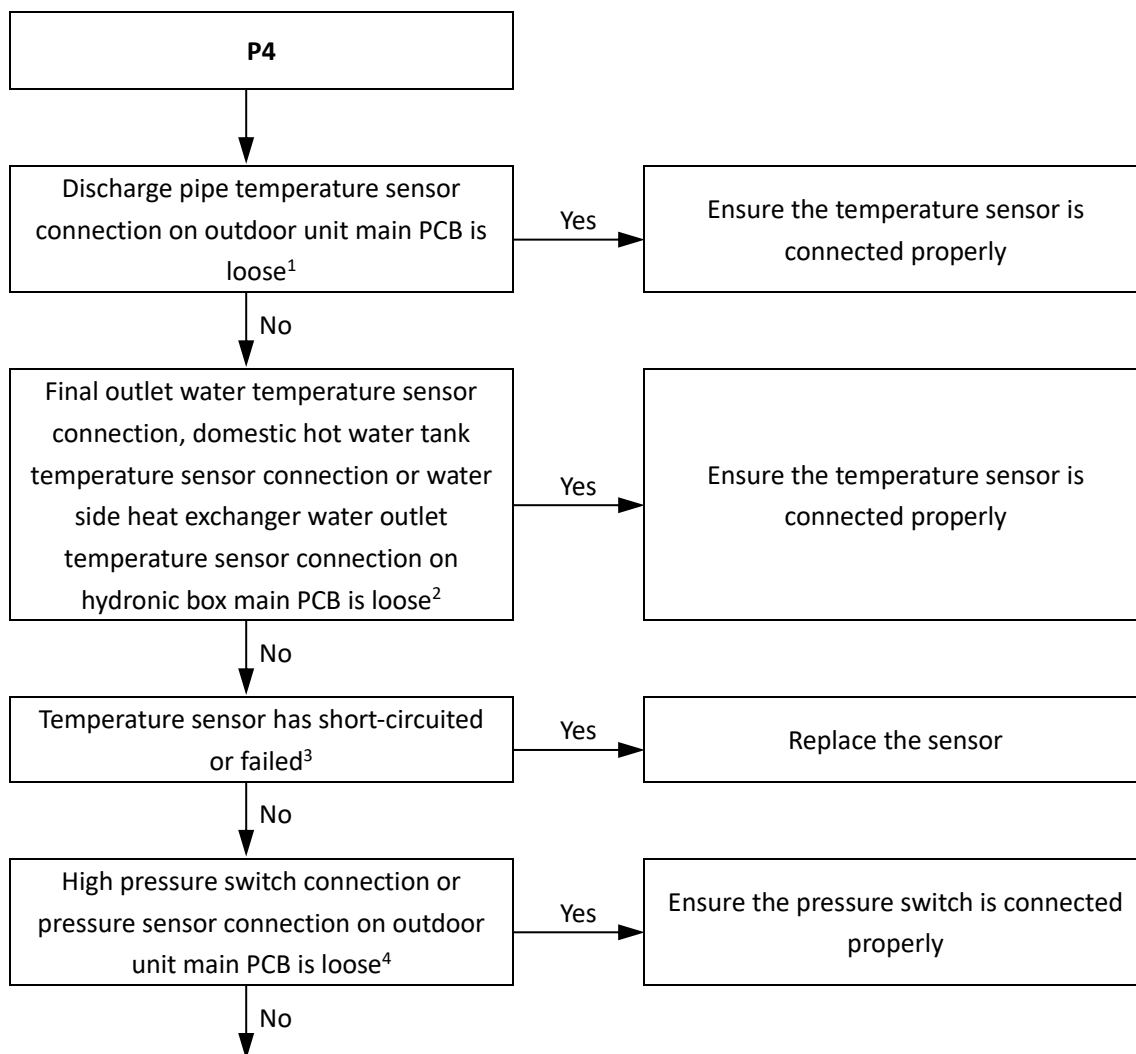 P4
Discharge pipe temperature sensor
connection on outdoor unit main PCB is
loose1
Yes
Ensure the temperature sensor is
connected properly
No
Final outlet water temperature sensor
connection, domestic hot water tank
temperature sensor connection or water
side heat exchanger water outlet
temperature sensor connection on
hydronic box main PCB is loose2
Yes
Ensure the temperature sensor is
connected properly
No
Temperature sensor has short-circuited
or failed3
Yes
Replace the sensor
No
High pressure switch connection or
pressure sensor connection on outdoor
unit main PCB is loose4
Yes
Ensure the pressure switch is connected
properly
No